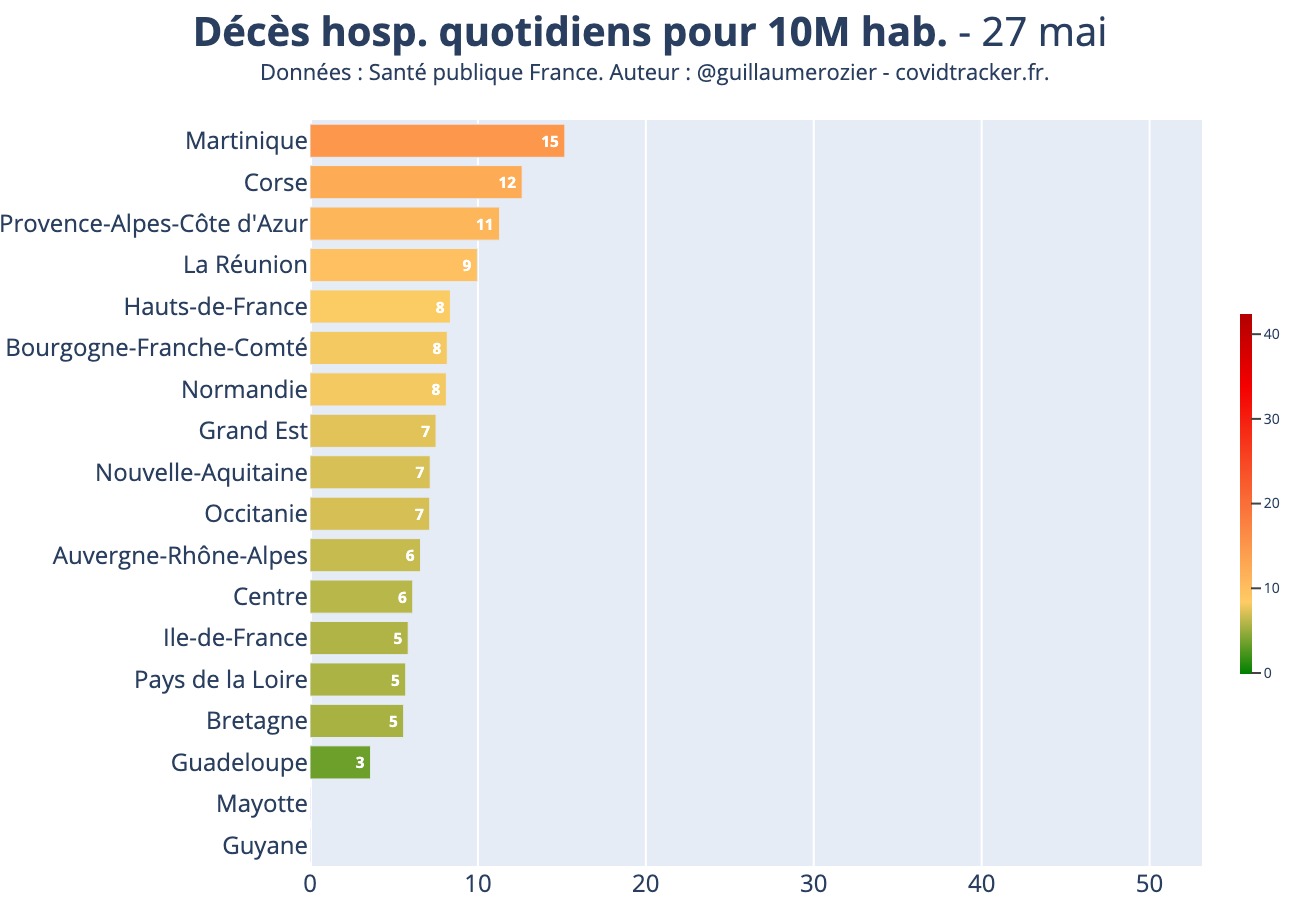 Décès hosp. quotidiens pour 10M hab. - 27 mai
Données : Santé publique France. Auteur : @guillaumerozier - covidtracker.fr.
Martinique 15
Corse 12
Provence-Alpes-Côte d'Azur 11
La Réunion 9
Hauts-de-France 8
Bourgogne-Franche-Comté 8
Normandie 8
Grand Est 7
Nouvelle-Aquitaine 7
Occitanie 7
Auvergne-Rhône-Alpes 6
Centre 6
Ile-de-France 5
Pays de la Loire 5
Bretagne 5
Guadeloupe 3
Mayotte
Guyane
0 10 20 30 40 50
40
30
20
10
0